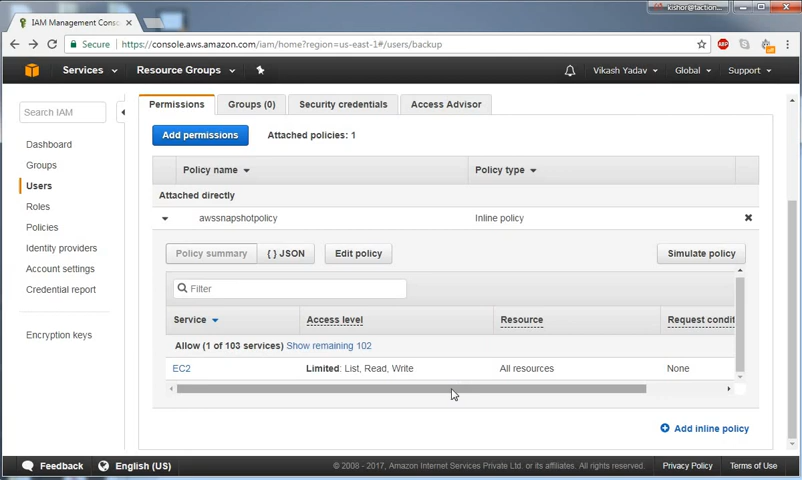 kishor@taction...
IAM Management Conso
Secure https://console.aws.amazon.com/iam/home?region=us-east-1#/users/backup
ABP
off
Services Resource Groups Vikash Yadav Global Support
Search IAM
Dashboard
Groups
Users
Roles
Policies
Identity providers
Account settings
Credential report
Encryption keys
Permissions Groups (0) Security credentials Access Advisor
Add permissions Attached policies: 1
Policy name Policy type
Attached directly
awssnapshotpolicy Inline policy
Policy summary { } JSON Edit policy Simulate policy
Filter
Service Access level Resource Request condit
Allow (1 of 103 services) Show remaining 102
EC2 Limited: List, Read, Write All resources None
Add inline policy
Feedback English (US) © 2008 - 2017, Amazon Internet Services Private Ltd. or its affiliates. All rights reserved. Privacy Policy Terms of Use